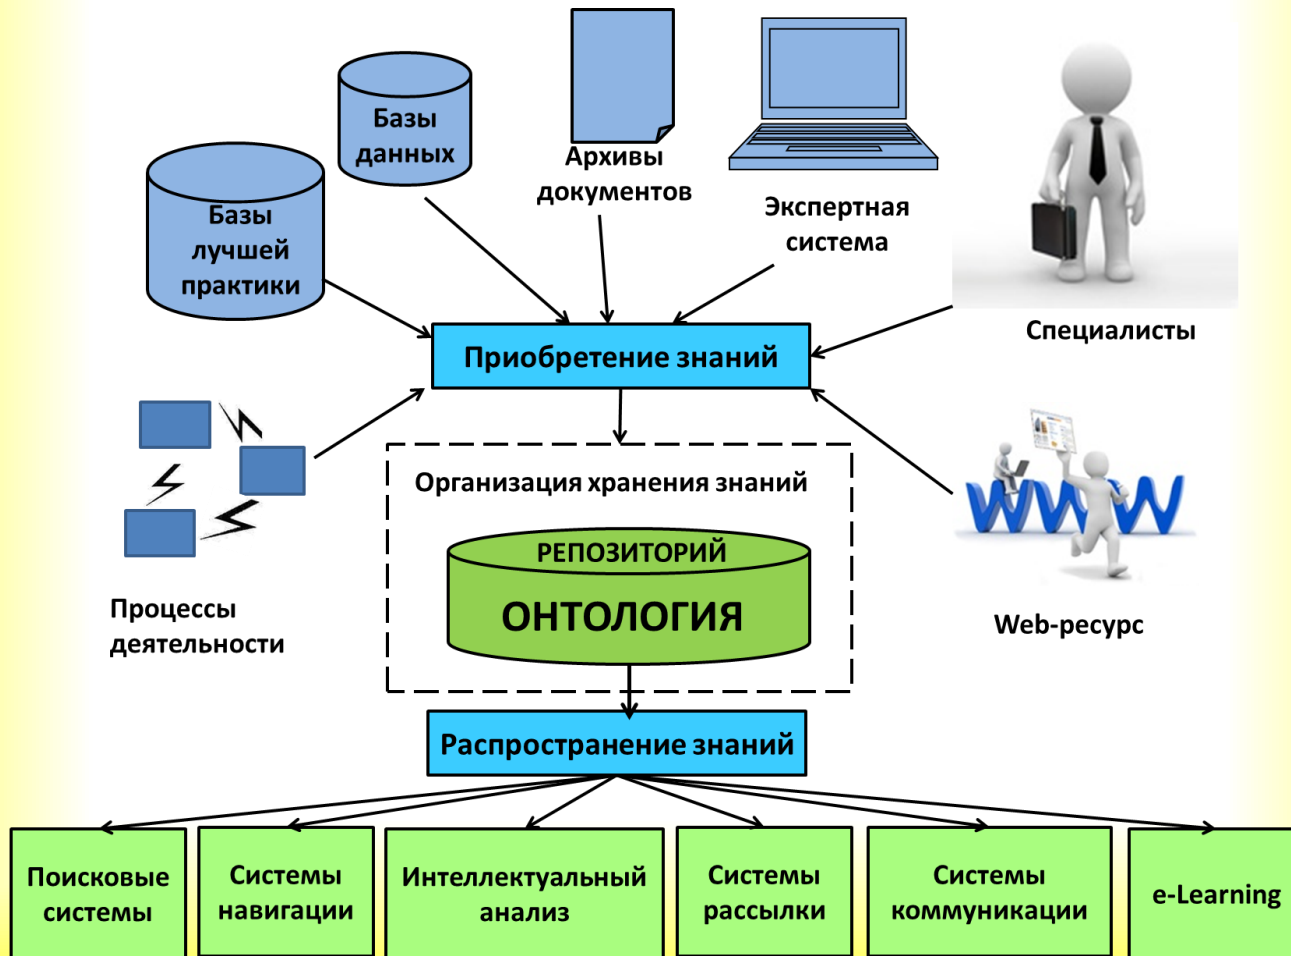 Базы
данных
Архивы
документов
Экспертная
система
Базы
лучшей
практики
Специалисты
Приобретение знаний
Организация хранения знаний
РЕПОЗИТОРИЙ
ОНТОЛОГИЯ
Процессы
деятельности
www
Web-ресурс
Распространение знаний
Поисковые
системы
Системы
навигации
Интеллектуальный
анализ
Системы
рассылки
Системы
коммуникации
e-Learning